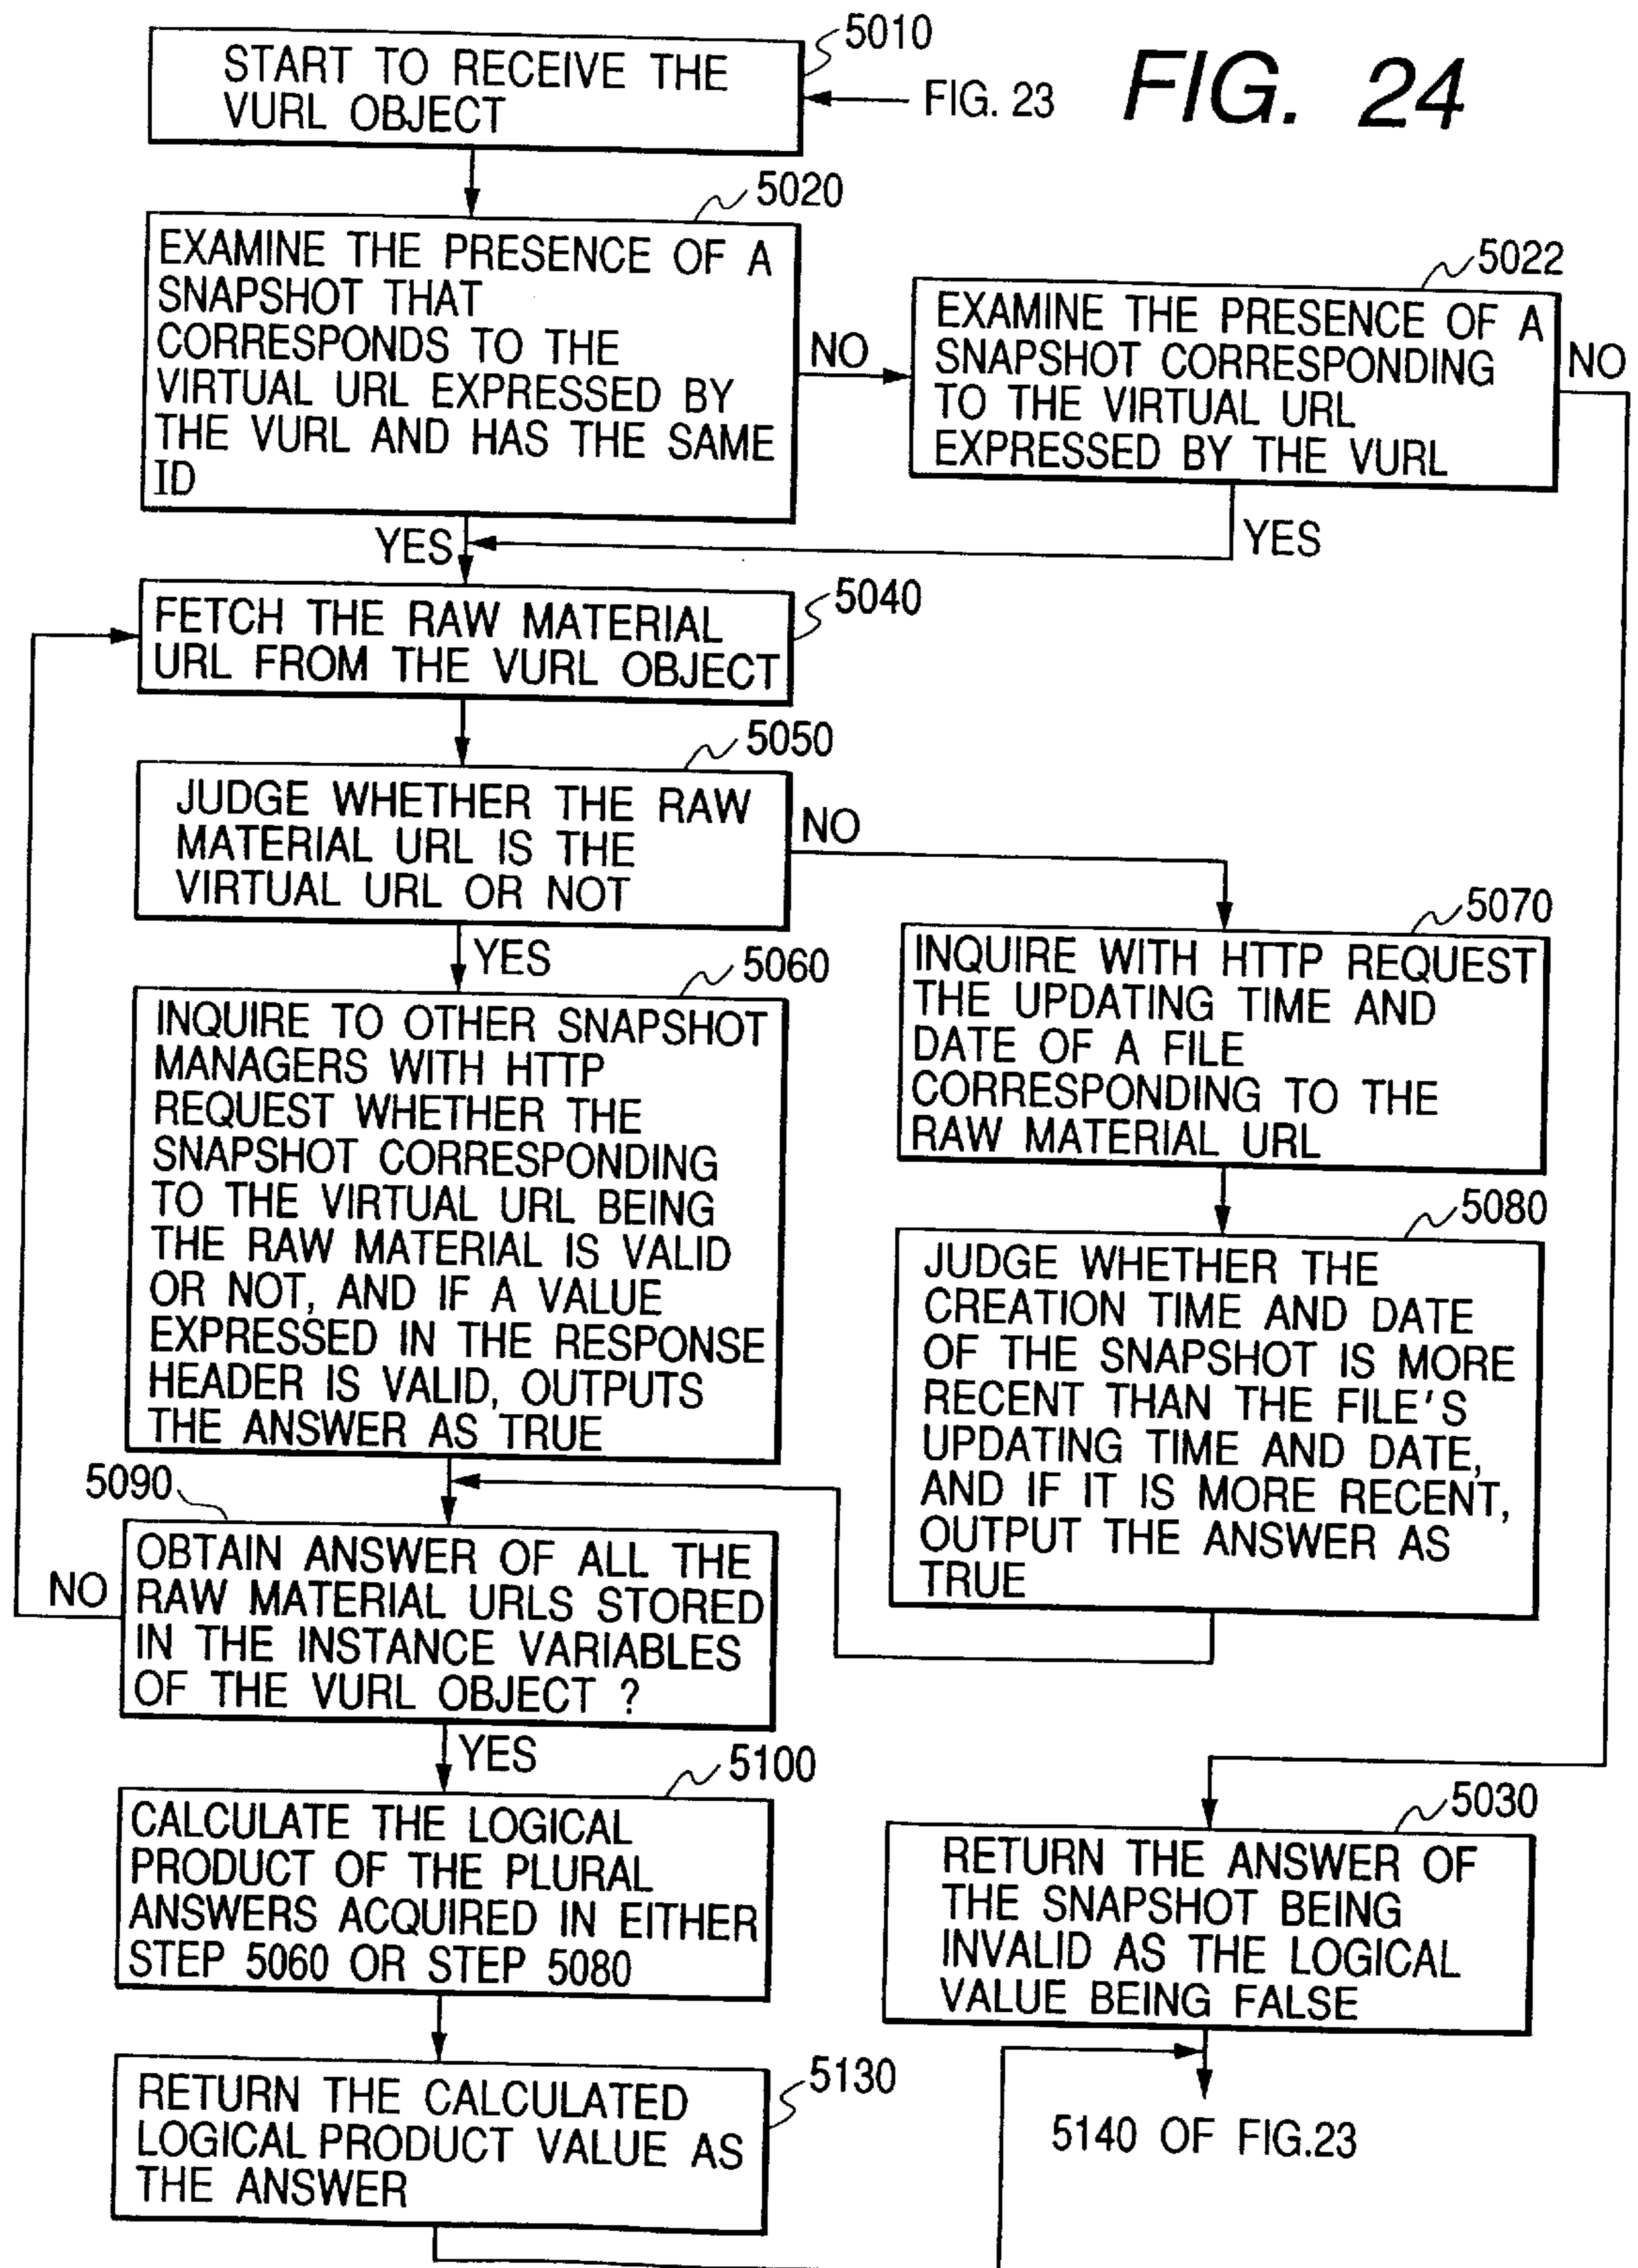 5010
START TO RECEIVE THE
VURL OBJECT
FIG. 23
FIG. 24
5020
EXAMINE THE PRESENCE OF A
SNAPSHOT THAT
CORRESPONDS TO THE
VIRTUAL URL EXPRESSED BY
THE VURL AND HAS THE SAME
ID
NO
5022
EXAMINE THE PRESENCE OF A
SNAPSHOT CORRESPONDING
TO THE VIRTUAL URL
EXPRESSED BY THE VURL
NO
YES
YES
5040
FETCH THE RAW MATERIAL
URL FROM THE VURL OBJECT
5050
JUDGE WHETHER THE RAW
MATERIAL URL IS THE
VIRTUAL URL OR NOT
NO
YES
5060
INQUIRE TO OTHER SNAPSHOT
MANAGERS WITH HTTP
REQUEST WHETHER THE
SNAPSHOT CORRESPONDING
TO THE VIRTUAL URL BEING
THE RAW MATERIAL IS VALID
OR NOT, AND IF A VALUE
EXPRESSED IN THE RESPONSE
HEADER IS VALID, OUTPUTS
THE ANSWER AS TRUE
5070
INQUIRE WITH HTTP REQUEST
THE UPDATING TIME AND
DATE OF A FILE
CORRESPONDING TO THE
RAW MATERIAL URL
5080
JUDGE WHETHER THE
CREATION TIME AND DATE
OF THE SNAPSHOT IS MORE
RECENT THAN THE FILE'S
UPDATING TIME AND DATE,
AND IF IT IS MORE RECENT,
OUTPUT THE ANSWER AS
TRUE
5090
OBTAIN ANSWER OF ALL THE
RAW MATERIAL URLS STORED
IN THE INSTANCE VARIABLES
OF THE VURL OBJECT ?
NO
YES
5100
CALCULATE THE LOGICAL
PRODUCT OF THE PLURAL
ANSWERS ACQUIRED IN EITHER
STEP 5060 OR STEP 5080
5030
RETURN THE ANSWER OF
THE SNAPSHOT BEING
INVALID AS THE LOGICAL
VALUE BEING FALSE
5130
RETURN THE CALCULATED
LOGICAL PRODUCT VALUE AS
THE ANSWER
5140 OF FIG.23